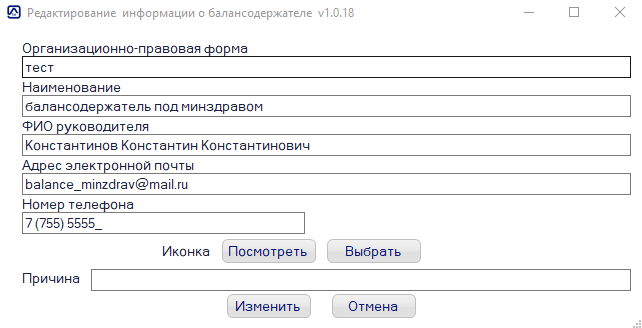 Редактирование информации о балансодержателе v1.0.18
Организационно-правовая форма
тест
Наименование
балансодержатель под минздравом
ФИО руководителя
Константинов Константин Константинович
Адрес электронной почты
balance_minzdrav@mail.ru
Номер телефона
7 (755) 5555_
Иконка Посмотреть Выбрать
Причина
Изменить Отмена